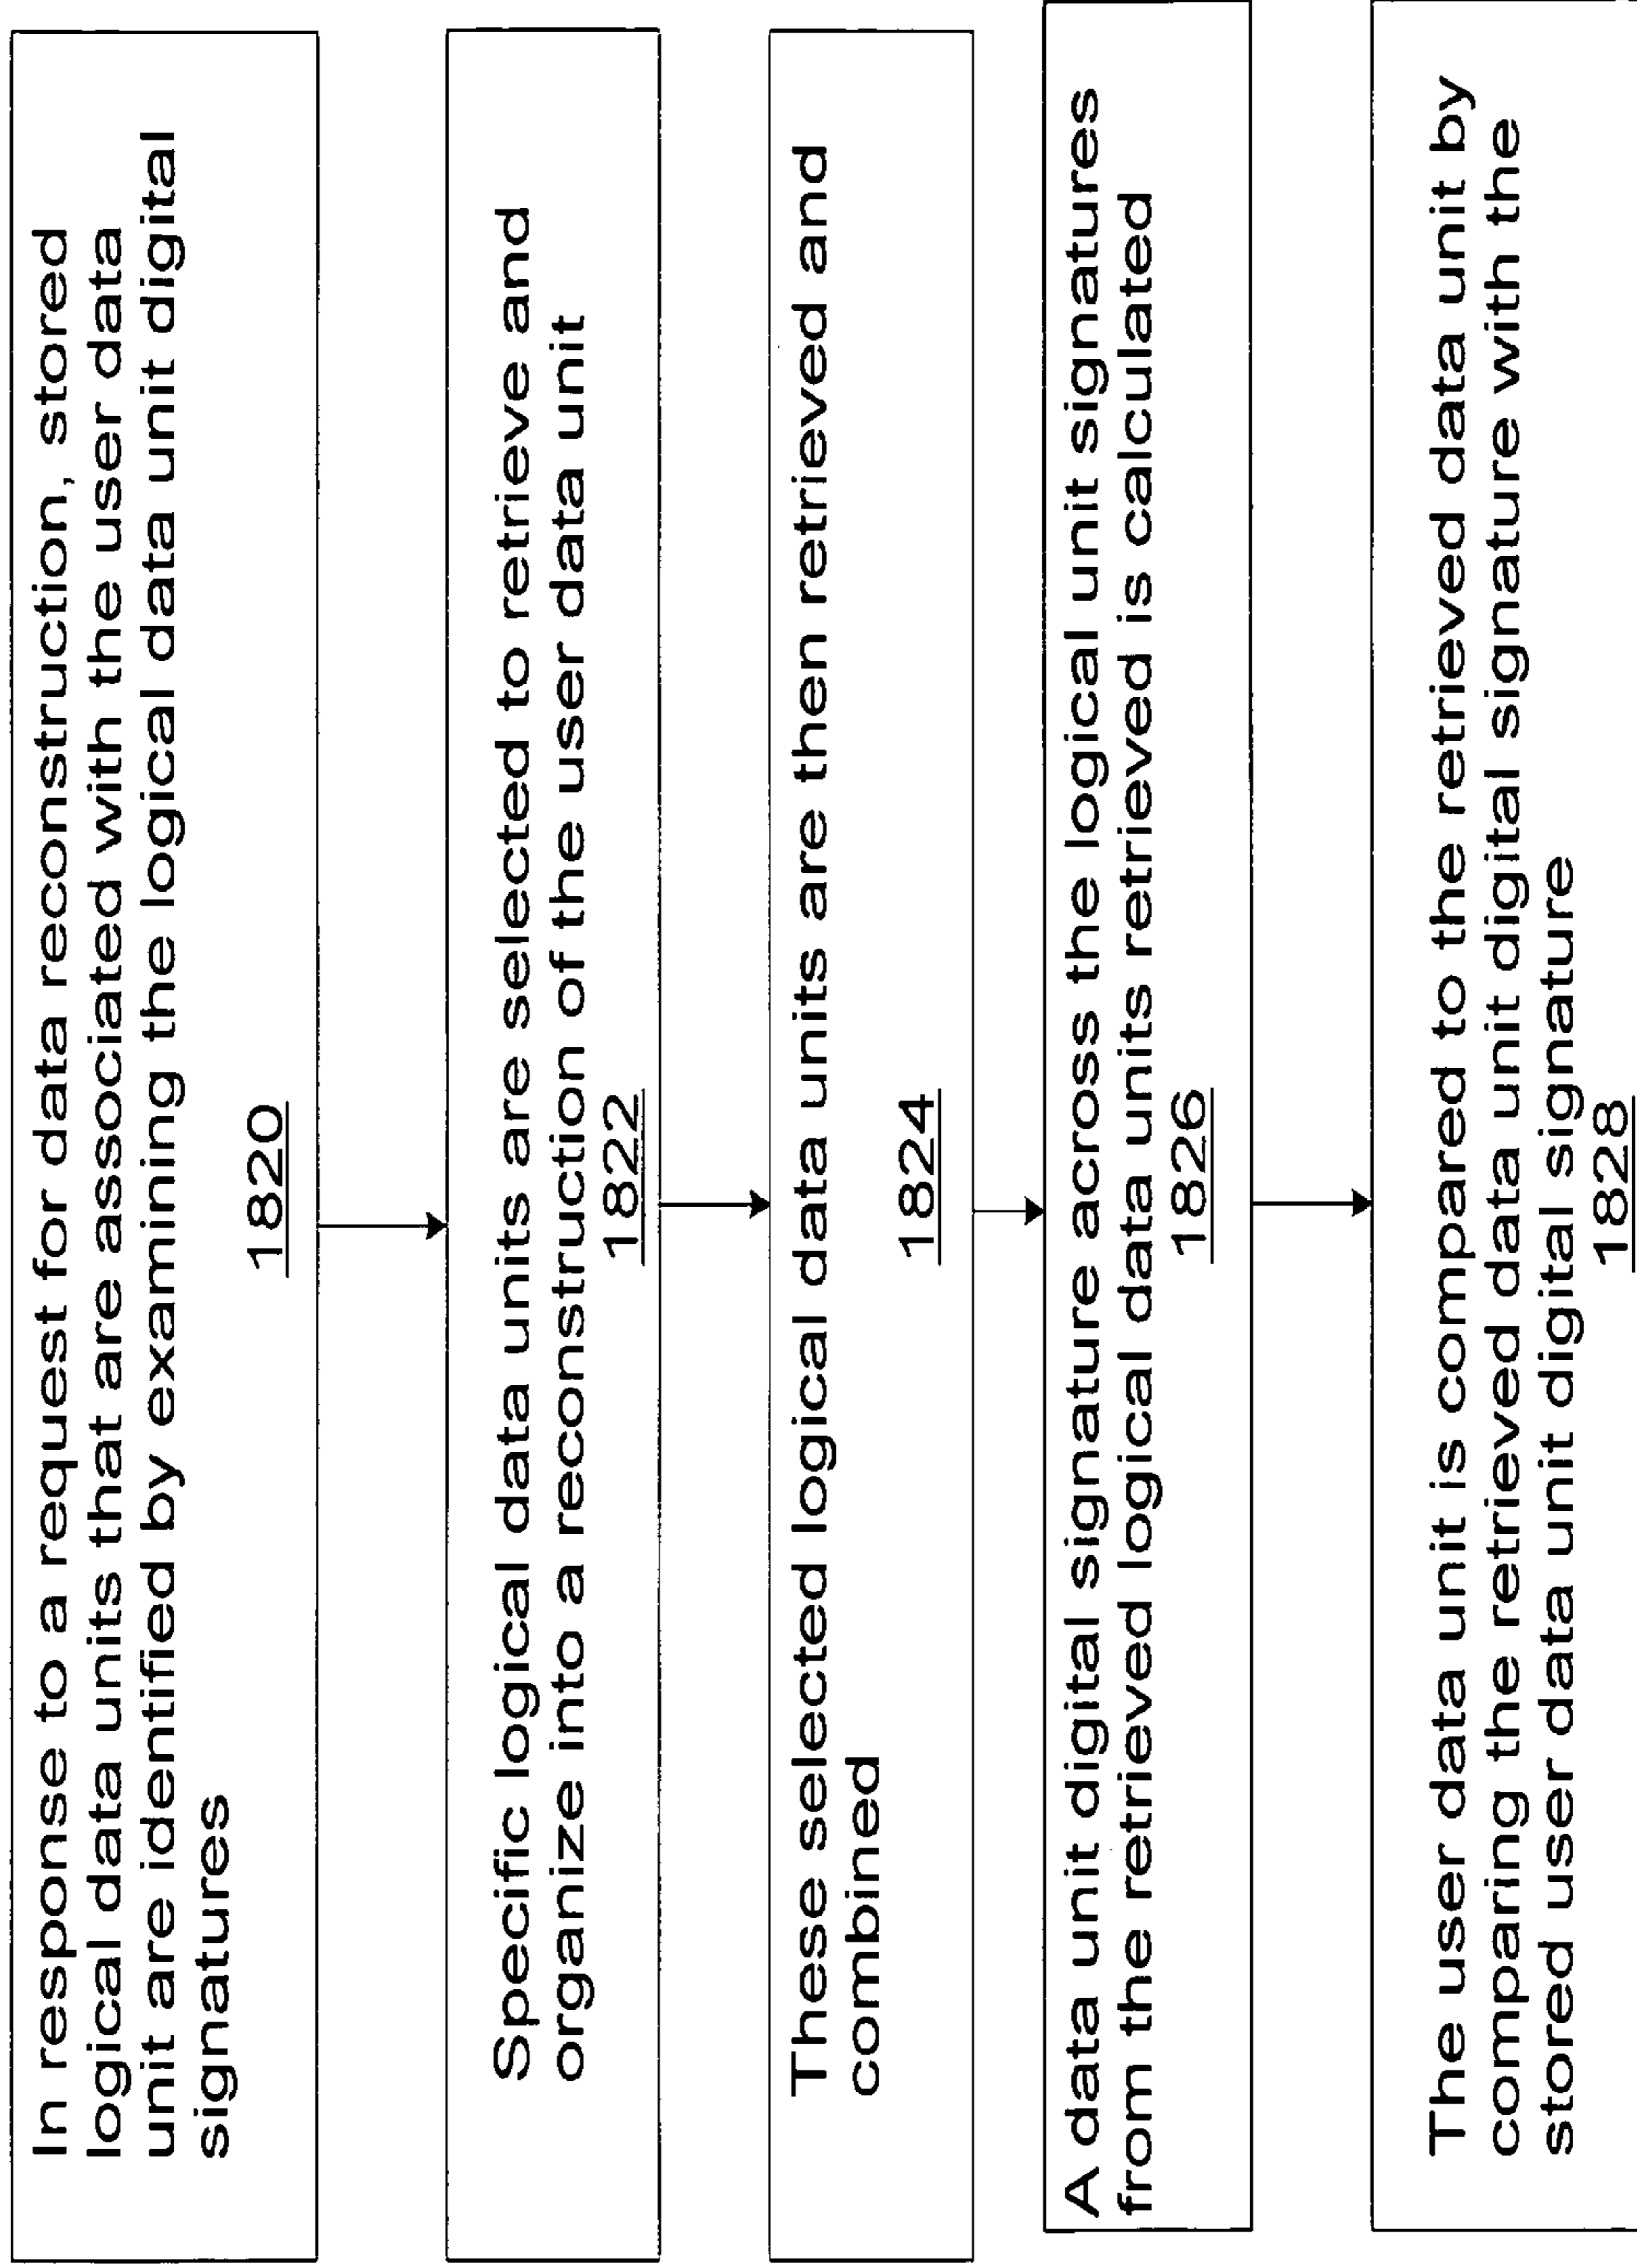 In response to a request for data reconstruction, stored
logical data units that are associated with the user data
unit are identified by examining the logical data unit digital
signatures
1820
Specific logical data units are selected to retrieve and
organize into a reconstruction of the user data unit
1822
These selected logical data units are then retrieved and
combined
1824
A data unit digital signature across the logical unit signatures
from the retrieved logical data units retrieved is calculated
1826
The user data unit is compared to the retrieved data unit by
comparing the retrieved data unit digital signature with the
stored user data unit digital signature
1828